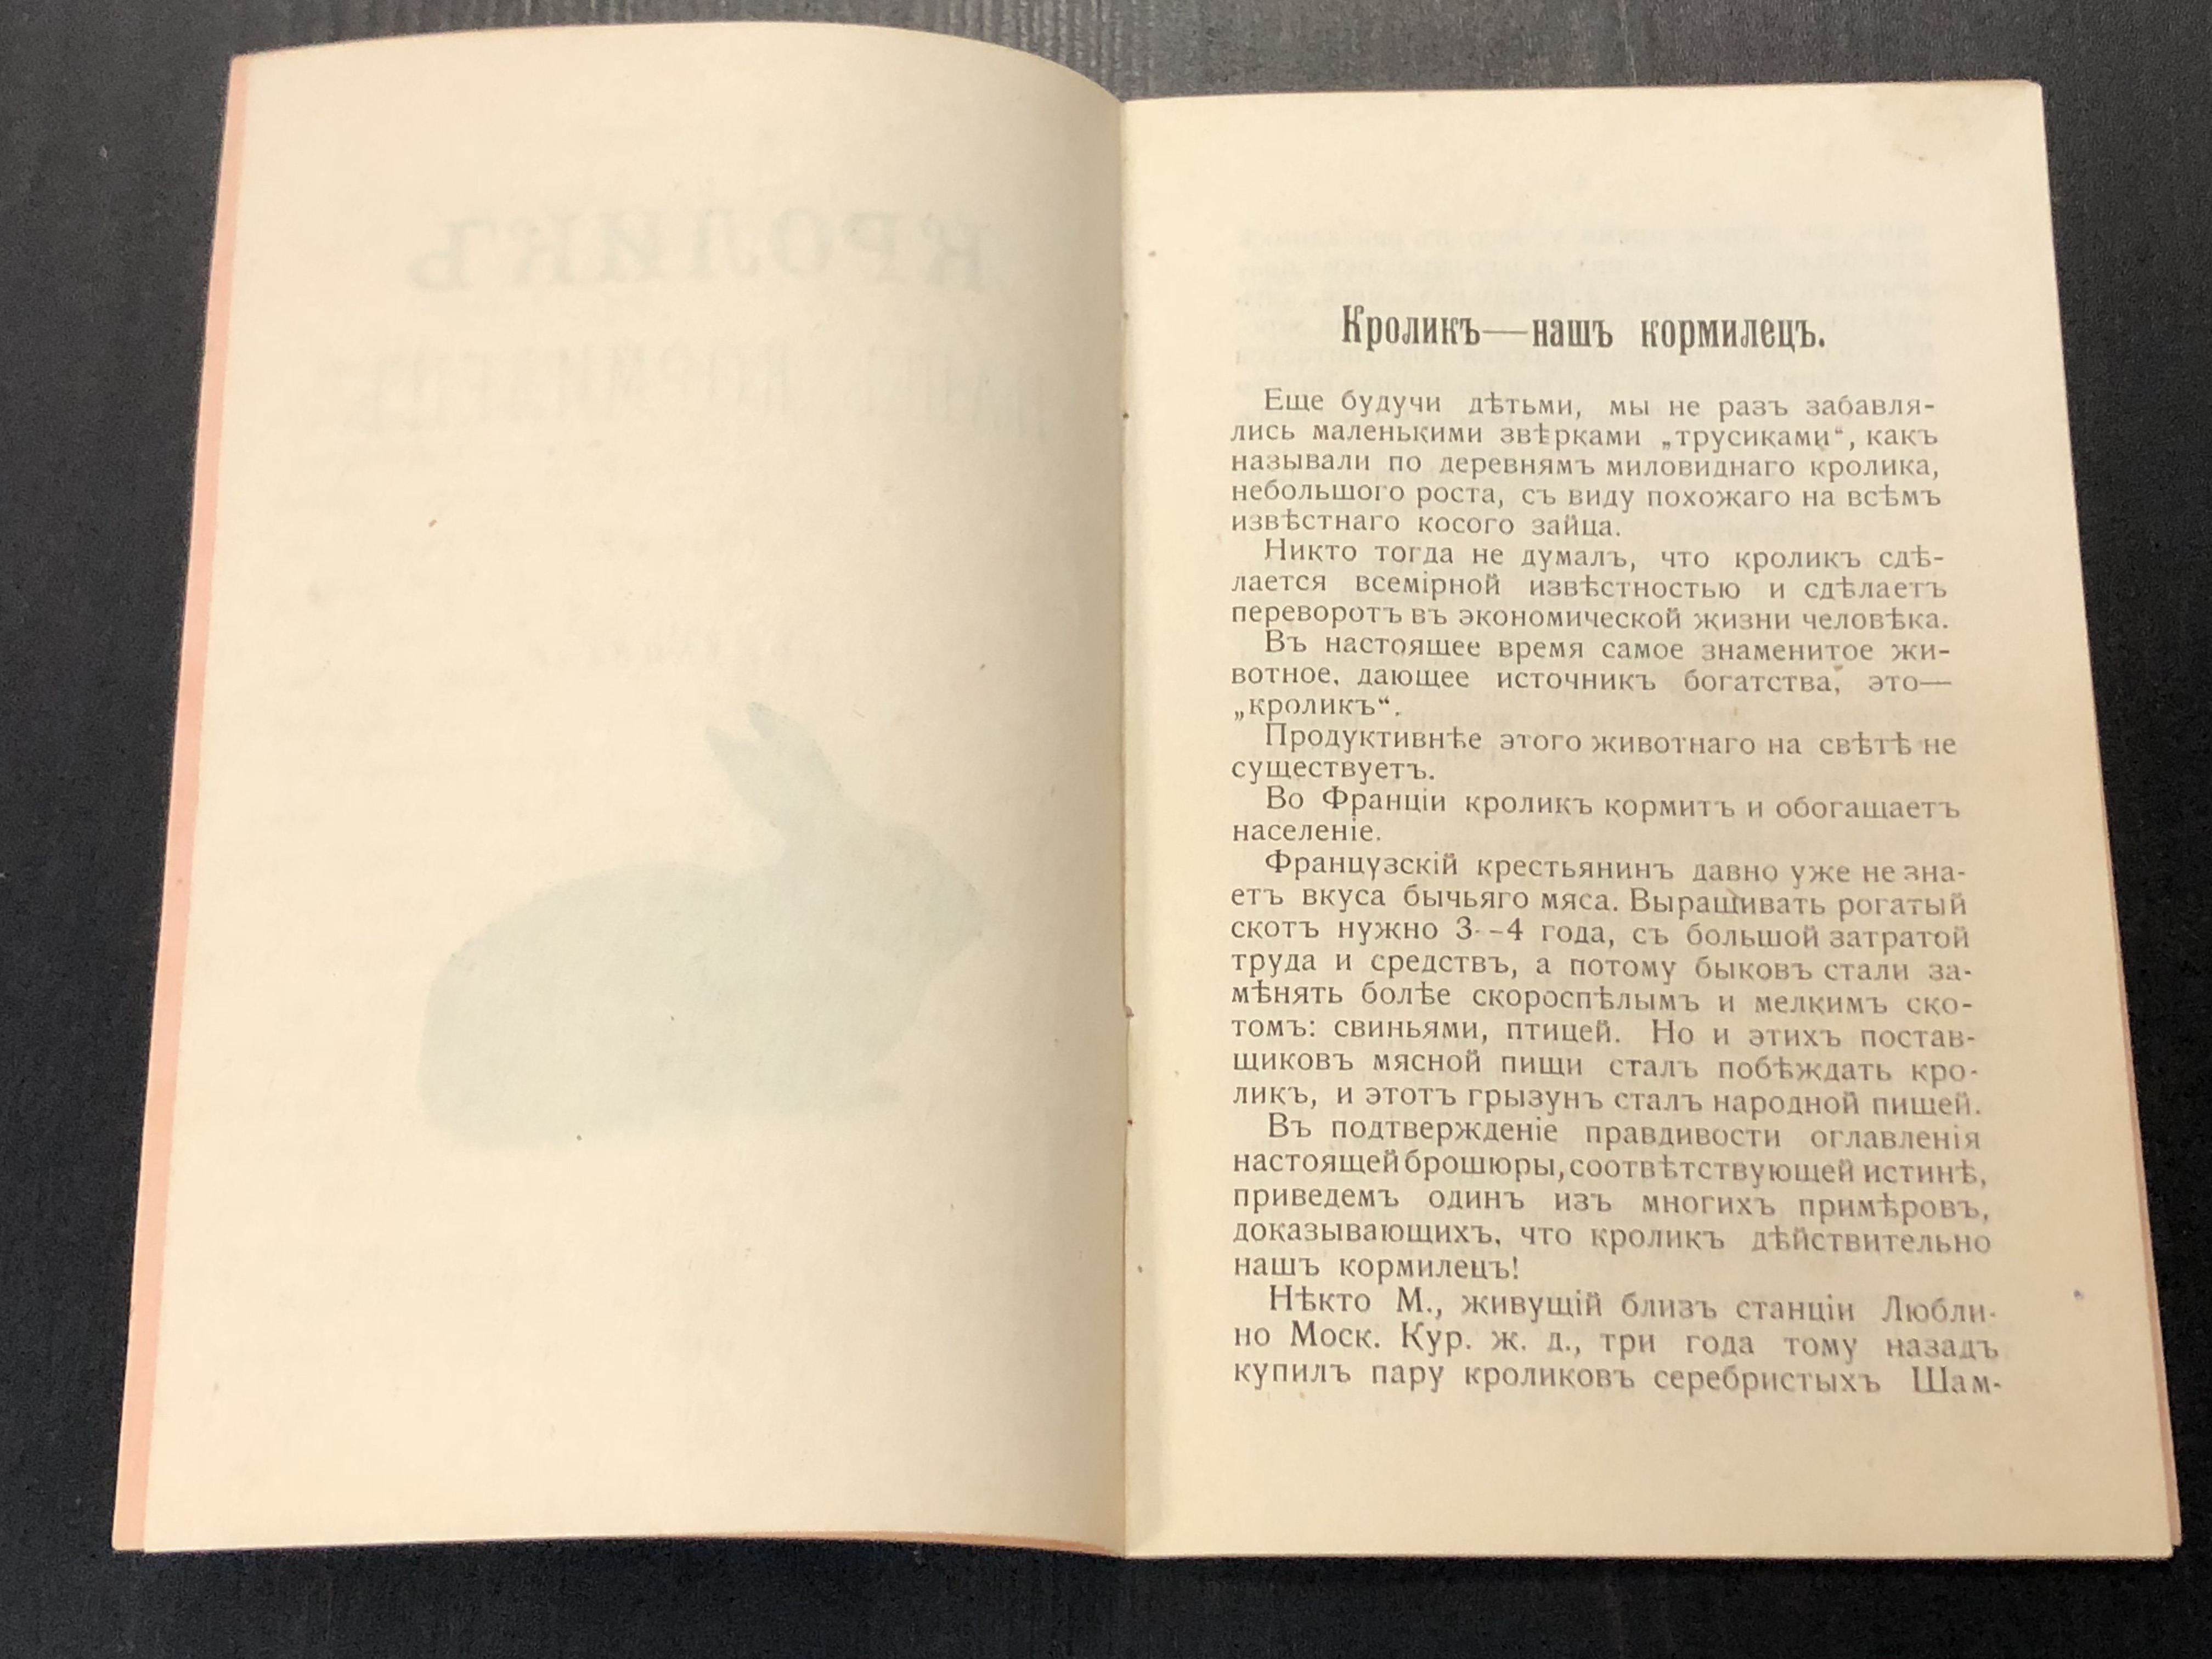 КРОЛИКЪ
Кроликъ—нашъ кормилецъ.
Еще будучи дѣтьми, мы не разъ забавля-
лись маленькими звѣрками „трусиками“, какъ
называли по деревнямъ миловиднаго кролика,
небольшого роста, съ виду похожаго на всѣмъ
извѣстнаго косого зайца.
Никто тогда не думалъ, что кроликъ сдѣ-
лается всемірной извѣстностью и сдѣлаетъ
переворотъ въ экономической жизни человѣка.
Въ настоящее время самое знаменитое жи-
вотное, дающее источникъ богатства, это—
„кроликъ“.
Продуктивнѣе этого животнаго на свѣтѣ не
существуетъ.
Во Франціи кроликъ кормитъ и обогащаетъ
населеніе.
Французскій крестьянинъ давно уже не зна-
етъ вкуса бычьяго мяса. Выращивать рогатый
скотъ нужно 3--4 года, съ большой затратой
труда и средствъ, а потому быковъ стали за-
мѣнять болѣе скороспѣлымъ и мелкимъ ско-
томъ: свиньями, птицей. Но и этихъ постав-
щиковъ мясной пищи сталъ побѣждать кро-
ликъ, и этотъ грызунъ сталъ народной пищей.
Въ подтвержденіе правдивости оглавленія
настоящей брошюры, соотвѣтствующей истинѣ,
приведемъ одинъ изъ многихъ примѣровъ,
доказывающихъ, что кроликъ дѣйствительно
нашъ кормилецъ!
Нѣкто М., живущій близъ станціи Любли-
но Моск. Кур. ж. д., три года тому назадъ
купилъ пару кроликовъ серебристыхъ Шам-